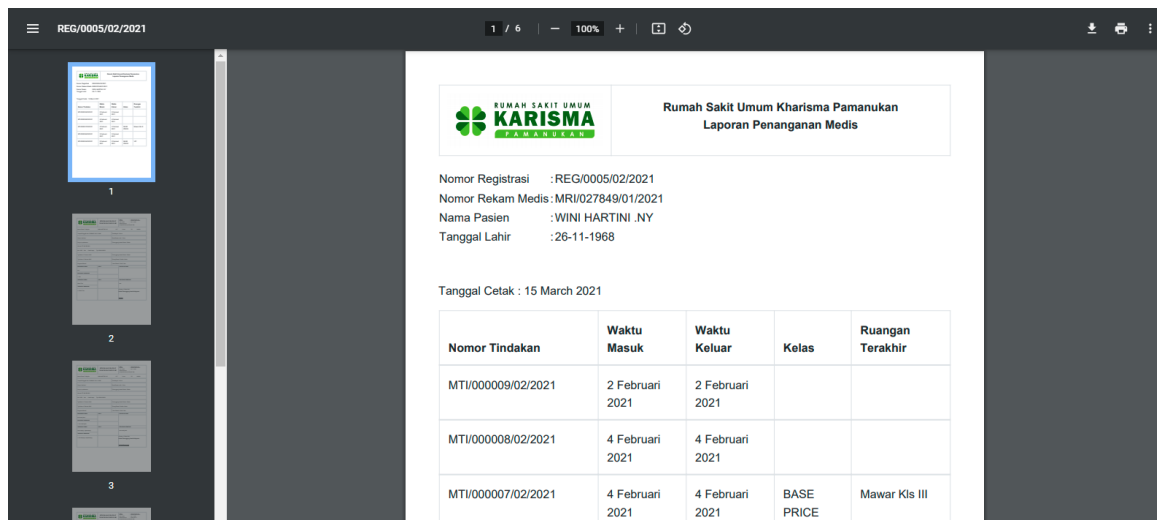 REG/0005/02/2021
1 / 6
100%
1
2
3
RUMAH SAKIT UMUM
KARISMA
PAMANUKAN
Rumah Sakit Umum Kharisma Pamanukan
Laporan Penanganan Medis
Nomor Registrasi : REG/0005/02/2021
Nomor Rekam Medis : MRI/027849/01/2021
Nama Pasien : WINI HARTINI .NY
Tanggal Lahir : 26-11-1968
Tanggal Cetak : 15 March 2021
Nomor Tindakan Waktu Masuk Waktu Keluar Kelas Ruangan Terakhir
MTI/000009/02/2021 2 Februari 2021 2 Februari 2021
MTI/000008/02/2021 4 Februari 2021 4 Februari 2021
MTI/000007/02/2021 4 Februari 2021 4 Februari 2021 BASE PRICE Mawar Kls III